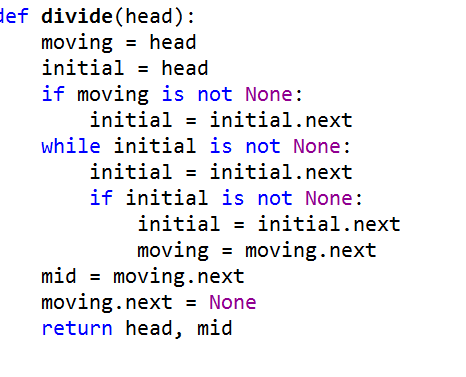 def divide(head):
    moving = head
    initial = head
    if moving is not None:
        initial = initial.next
    while initial is not None:
        initial = initial.next
        if initial is not None:
            initial = initial.next
            moving = moving.next
    mid = moving.next
    moving.next = None
    return head, mid